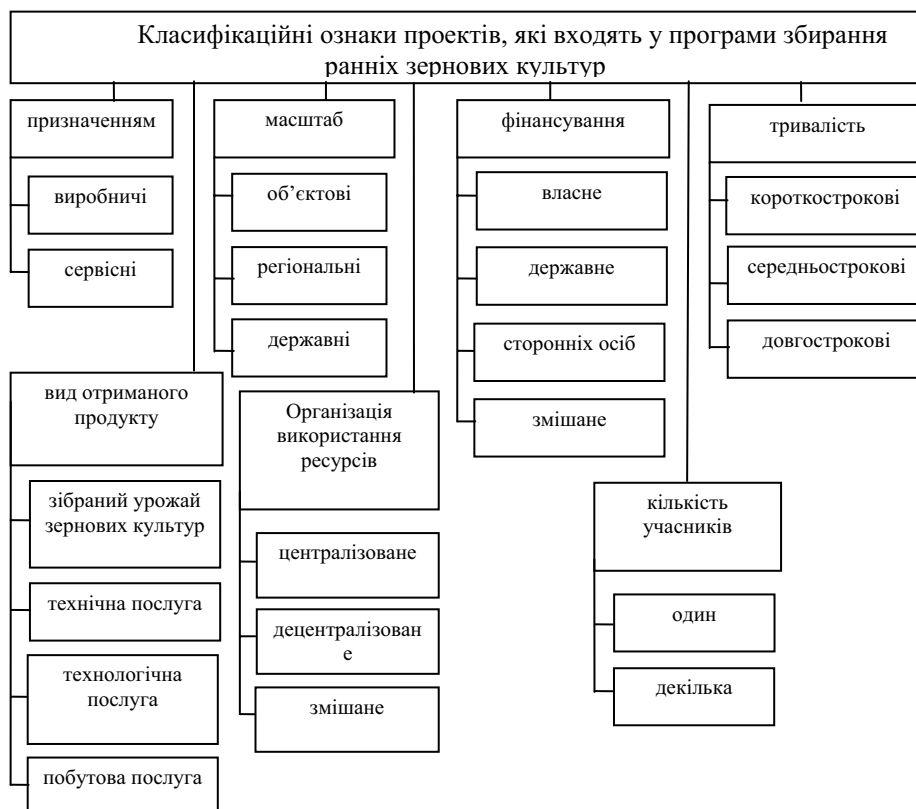 Класифікаційні ознаки проектів, які входять у програми збирання
ранніх зернових культур
призначенням
виробничі
сервісні
масштаб
об’єктові
регіональні
державні
фінансування
власне
державне
сторонніх осіб
змішане
тривалість
короткострокові
середньострокові
довгострокові
вид отриманого
продукту
зібраний урожай
зернових культур
технічна послуга
технологічна
послуга
побутова послуга
Організація
використання
ресурсів
централізоване
децентралізован
е
змішане
кількість
учасників
один
декілька